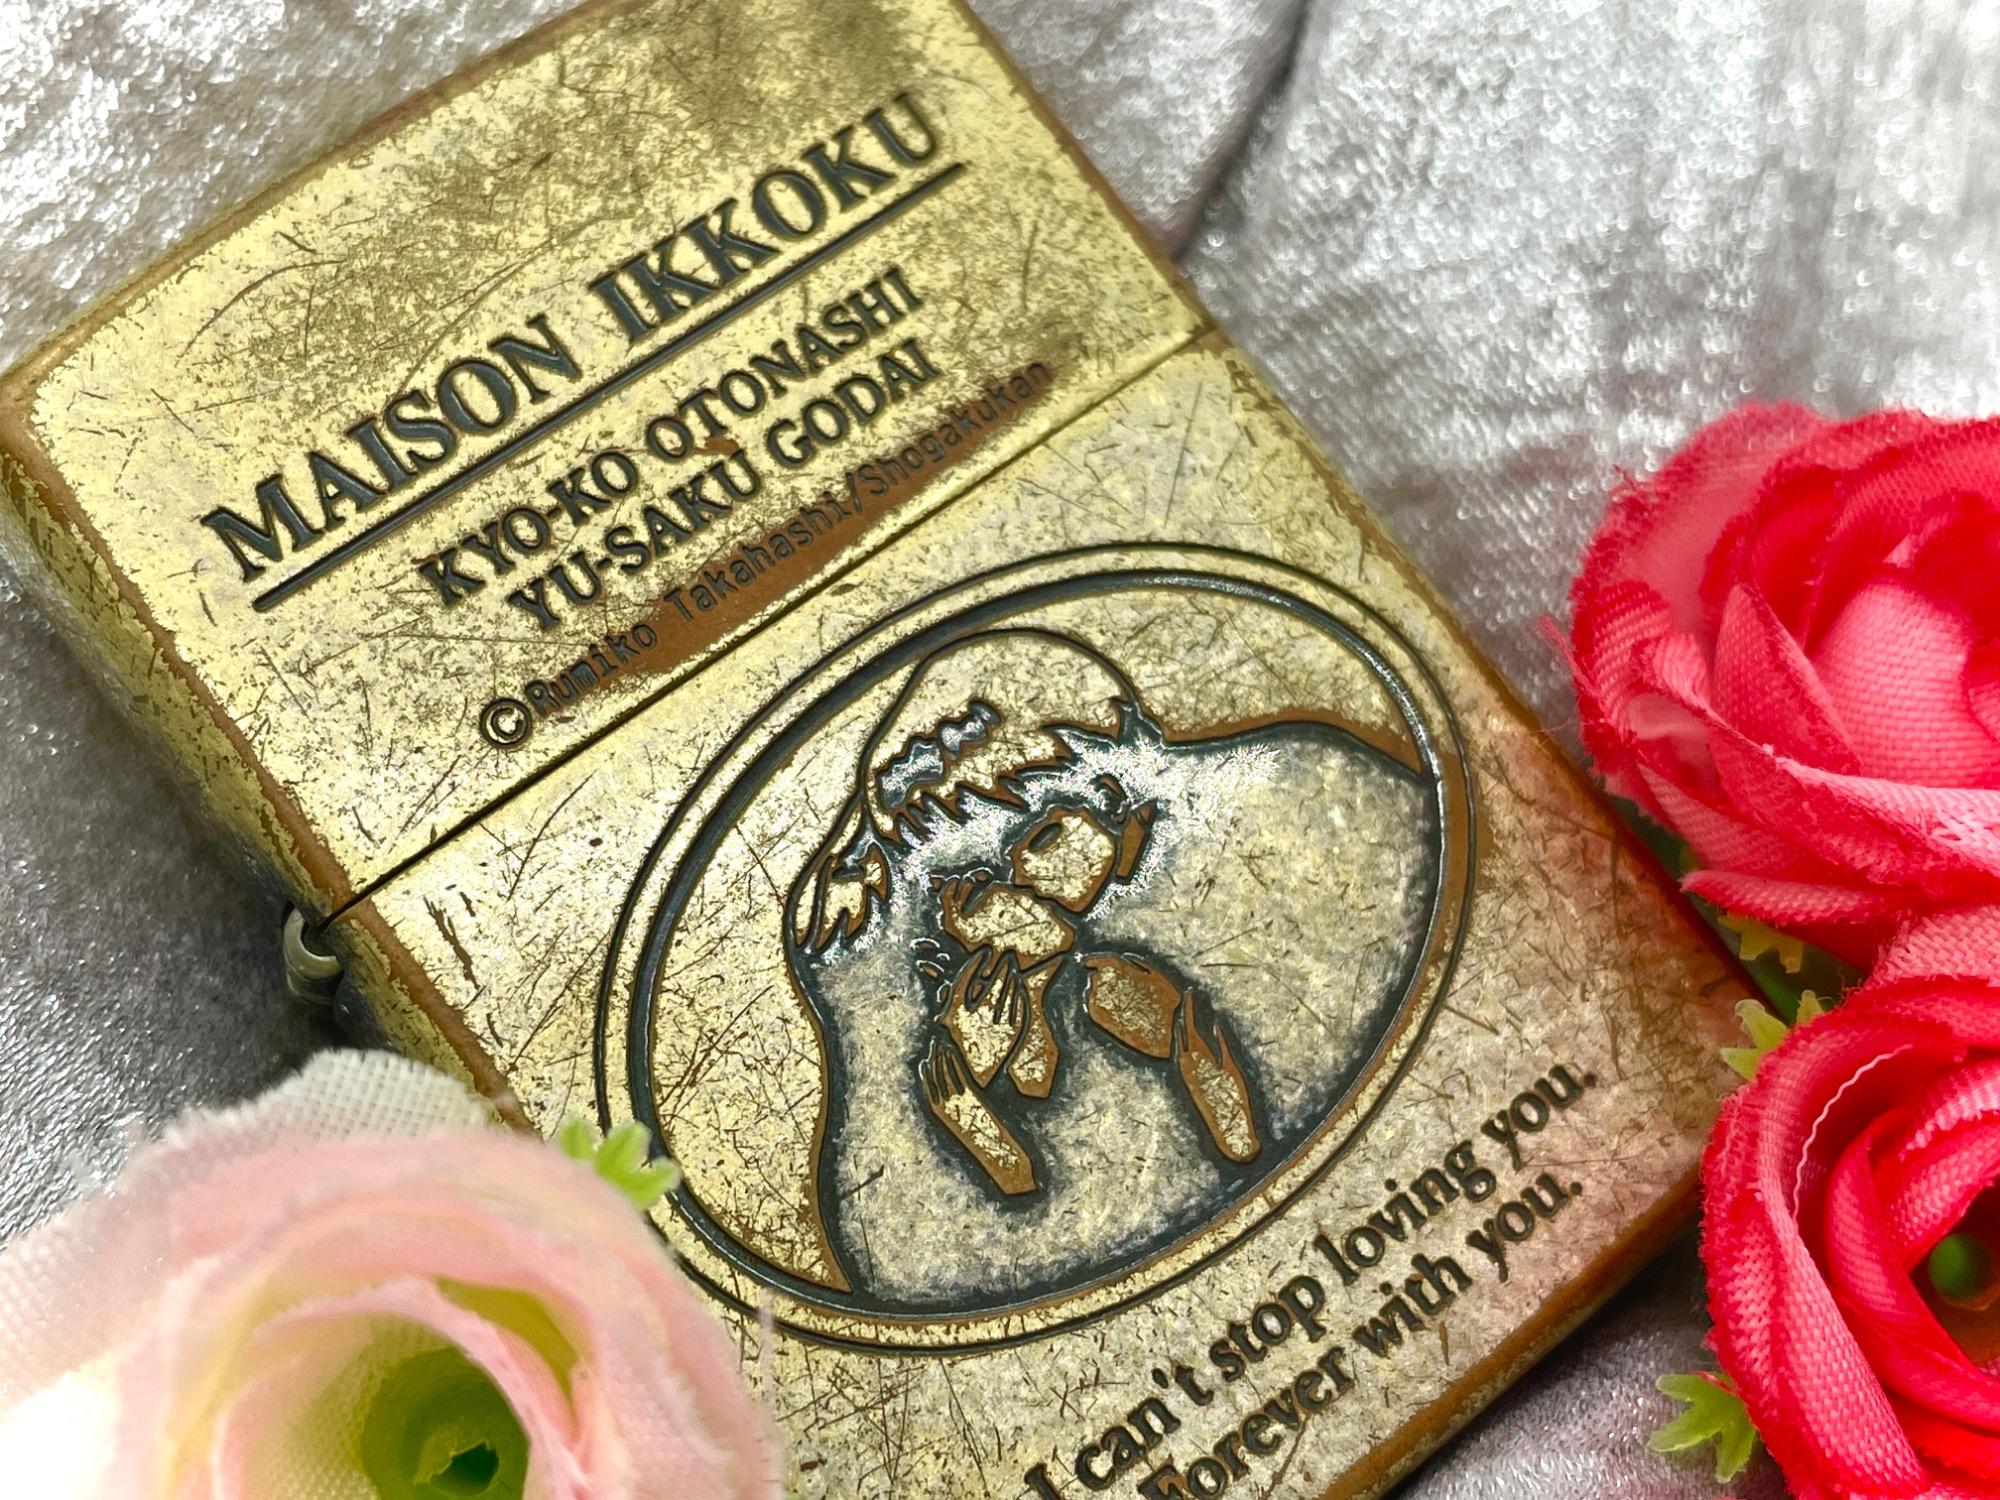 MAISON IKKOKU
KYO-KO OTONASHI
YU-SAKU GODAI
©Rumiko Takahashi/Shogakukan
I can't stop loving you.
Forever with you.